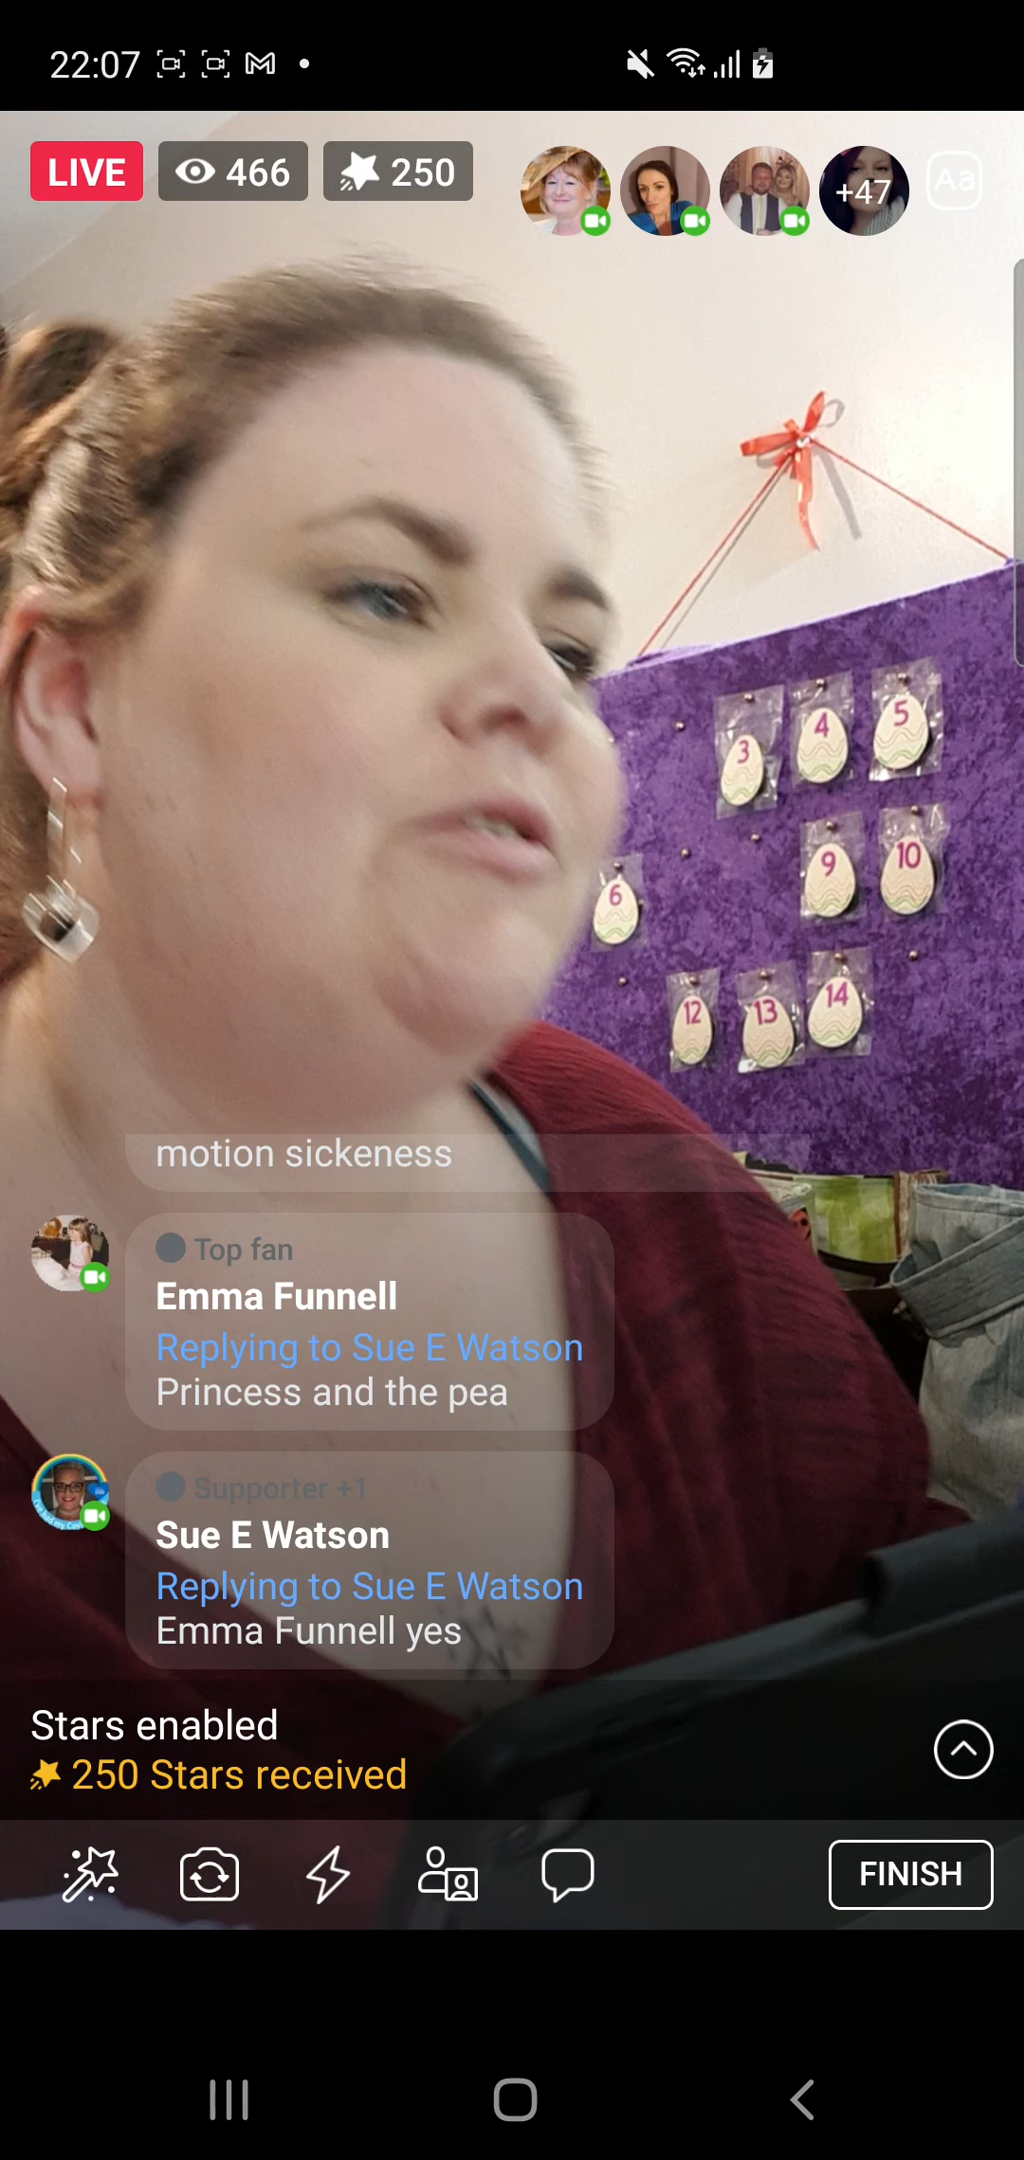 22:07
LIVE 466 250 +47 Aa
3 4 5
6 9 10
12 13 14
motion sickeness
Top fan
Emma Funnell
Replying to Sue E Watson
Princess and the pea
Supporter +1
Sue E Watson
Replying to Sue E Watson
Emma Funnell yes
Stars enabled
250 Stars received
FINISH